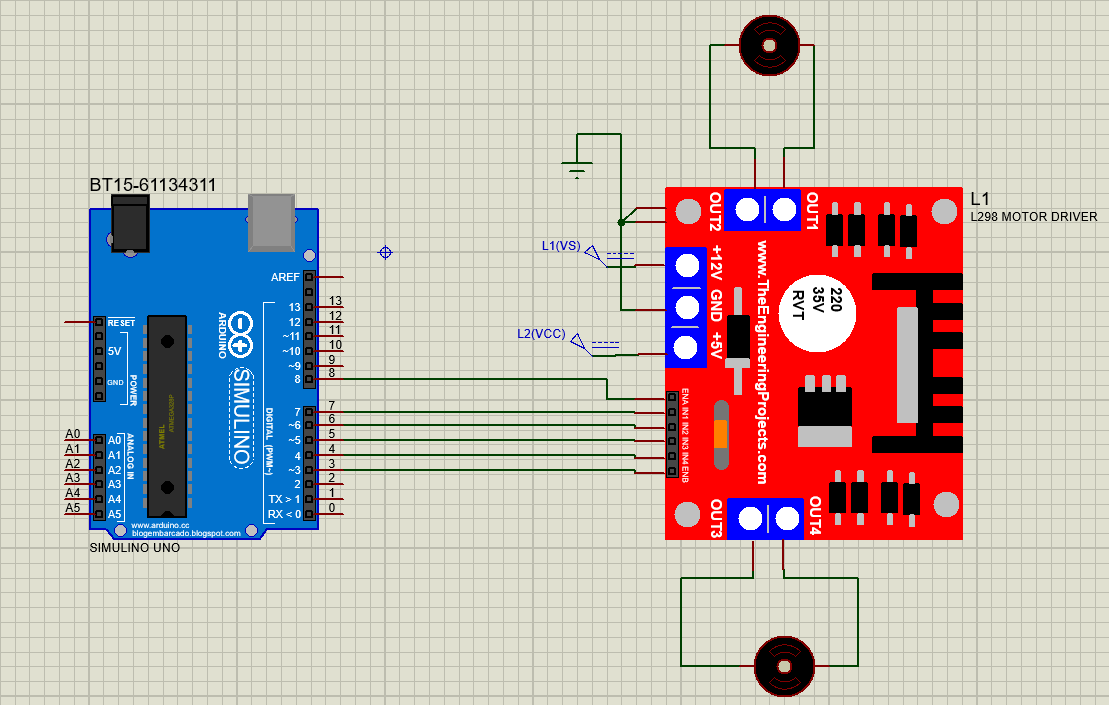 BT15-61134311
AREF
RESET
5V
GND
POWER
A0
A1
A2
A3
A4
A5
A0
A1
A2
A3
A4
A5
ANALOG IN
ATMEL
ATMEGA328P
ARDUINO
SIMULINO
13
12
~11
~10
~9
8
7
~6
~5
4
~3
2
TX > 1
RX < 0
DIGITAL (PWM~)
13
12
11
10
9
8
7
6
5
4
3
2
1
0
www.arduino.cc
blogembarcado.blogspot.com
SIMULINO UNO
L1(VS)
L2(VCC)
L1
L298 MOTOR DRIVER
OUT2
OUT1
+12V
GND
+5V
www.TheEngineeringProjects.com
220
35V
RVT
ENA IN1 IN2 IN3 IN4 ENB
OUT3
OUT4